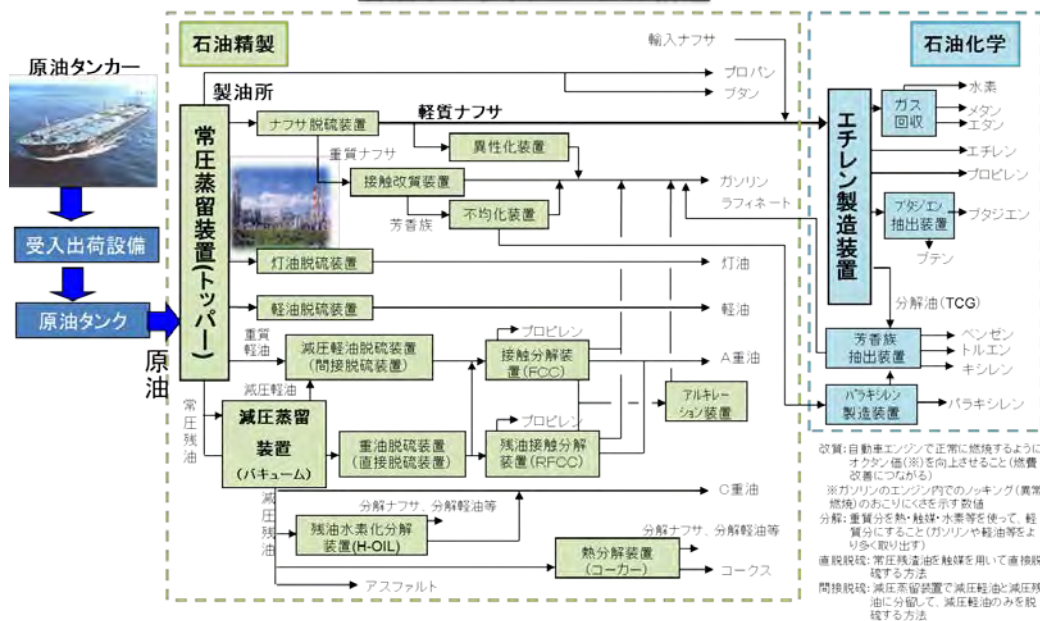 原油タンカー
受入出荷設備
原油タンク
原油
石油精製
製油所
常圧蒸留装置(トッパー)
ナフサ脱硫装置
軽質ナフサ
輸入ナフサ
プロパン
ブタン
異性化装置
重質ナフサ
接触改質装置
ガソリン
ラフィネート
芳香族
不均化装置
灯油脱硫装置
灯油
軽油脱硫装置
軽油
重質
軽油
減圧軽油脱硫装置
(間接脱硫装置)
プロピレン
接触分解装
置(FCC)
A重油
減圧軽油
アルキレー
ション装置
常圧残油
減圧蒸留
装置
(バキューム)
重油脱硫装置
(直接脱硫装置)
プロピレン
残油接触分解
装置(RFCC)
C重油
減圧残油
分解ナフサ、分解軽油等
残油水素化分解
装置(H-OIL)
分解ナフサ、分解軽油等
熱分解装置
(コーカー)
コークス
アスファルト
石油化学
エチレン製造装置
ガス
回収
水素
メタン
エタン
エチレン
プロピレン
ブタジエン
抽出装置
ブタジエン
ブテン
分解油(TCG)
芳香族
抽出装置
ベンゼン
トルエン
キシレン
パラキシレン
製造装置
パラキシレン
改質:自動車エンジンで正常に燃焼するように
オクタン価(※)を向上させること(燃費
改善につながる)
※ガソリンのエンジン内でのノッキング(異常
燃焼)のおこりにくさを示す数値
分解:重質分を熱・触媒・水素等を使って、軽
質分にすること(ガソリンや軽油等をよ
り多く取り出す)
直脱脱硫:常圧残渣油を触媒を用いて直接脱
硫する方法
間接脱硫:減圧蒸留装置で減圧軽油と減圧残
油に分留して、減圧軽油のみを脱
硫する方法